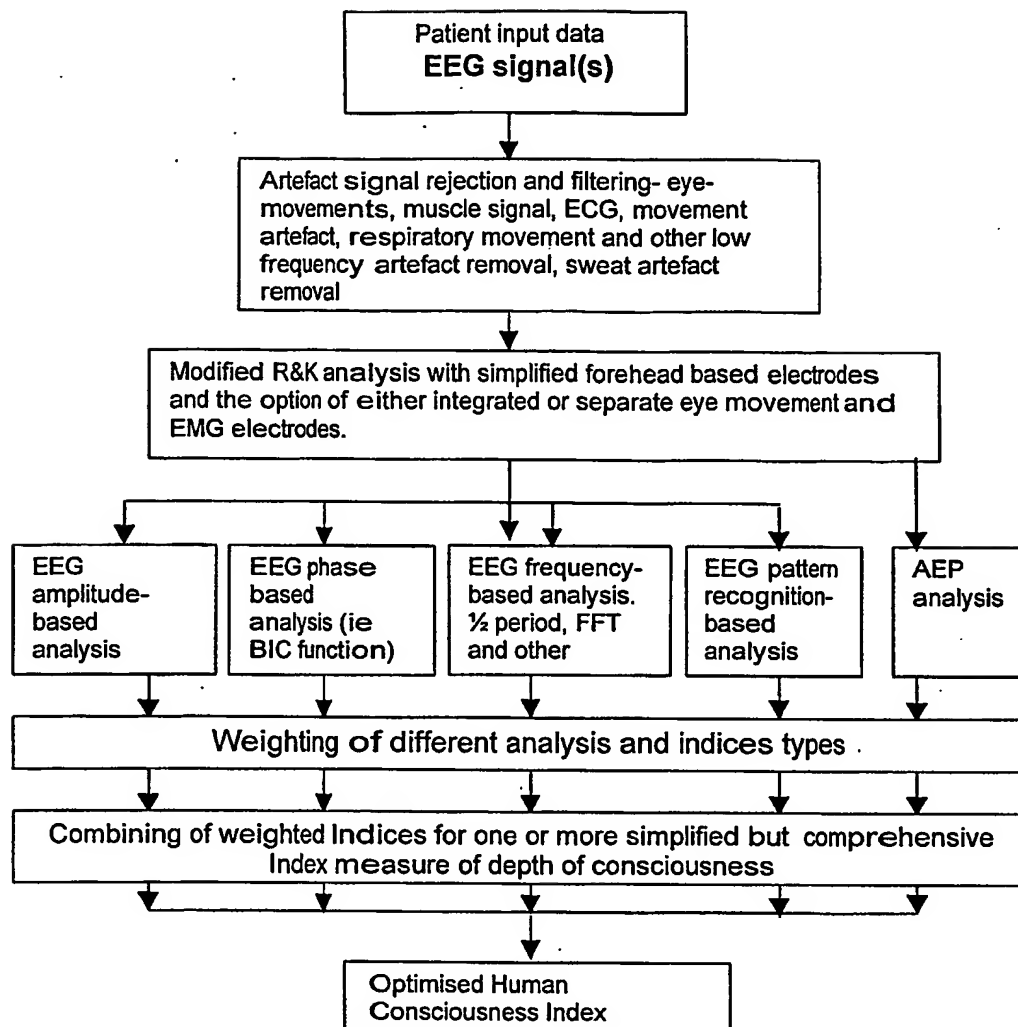 Patient input data
EEG signal(s)
Artefact signal rejection and filtering- eye-
movements, muscle signal, ECG, movement
artefact, respiratory movement and other low
frequency artefact removal, sweat artefact
removal
Modified R&K analysis with simplified forehead based electrodes
and the option of either integrated or separate eye movement and
EMG electrodes.
EEG
amplitude-
based
analysis
EEG phase
based
analysis (ie
BIC function)
EEG frequency-
based analysis.
½ period, FFT
and other
EEG pattern
recognition-
based
analysis
AEP
analysis
Weighting of different analysis and indices types
Combining of weighted Indices for one or more simplified but comprehensive
Index measure of depth of consciousness
Optimised Human
Consciousness Index